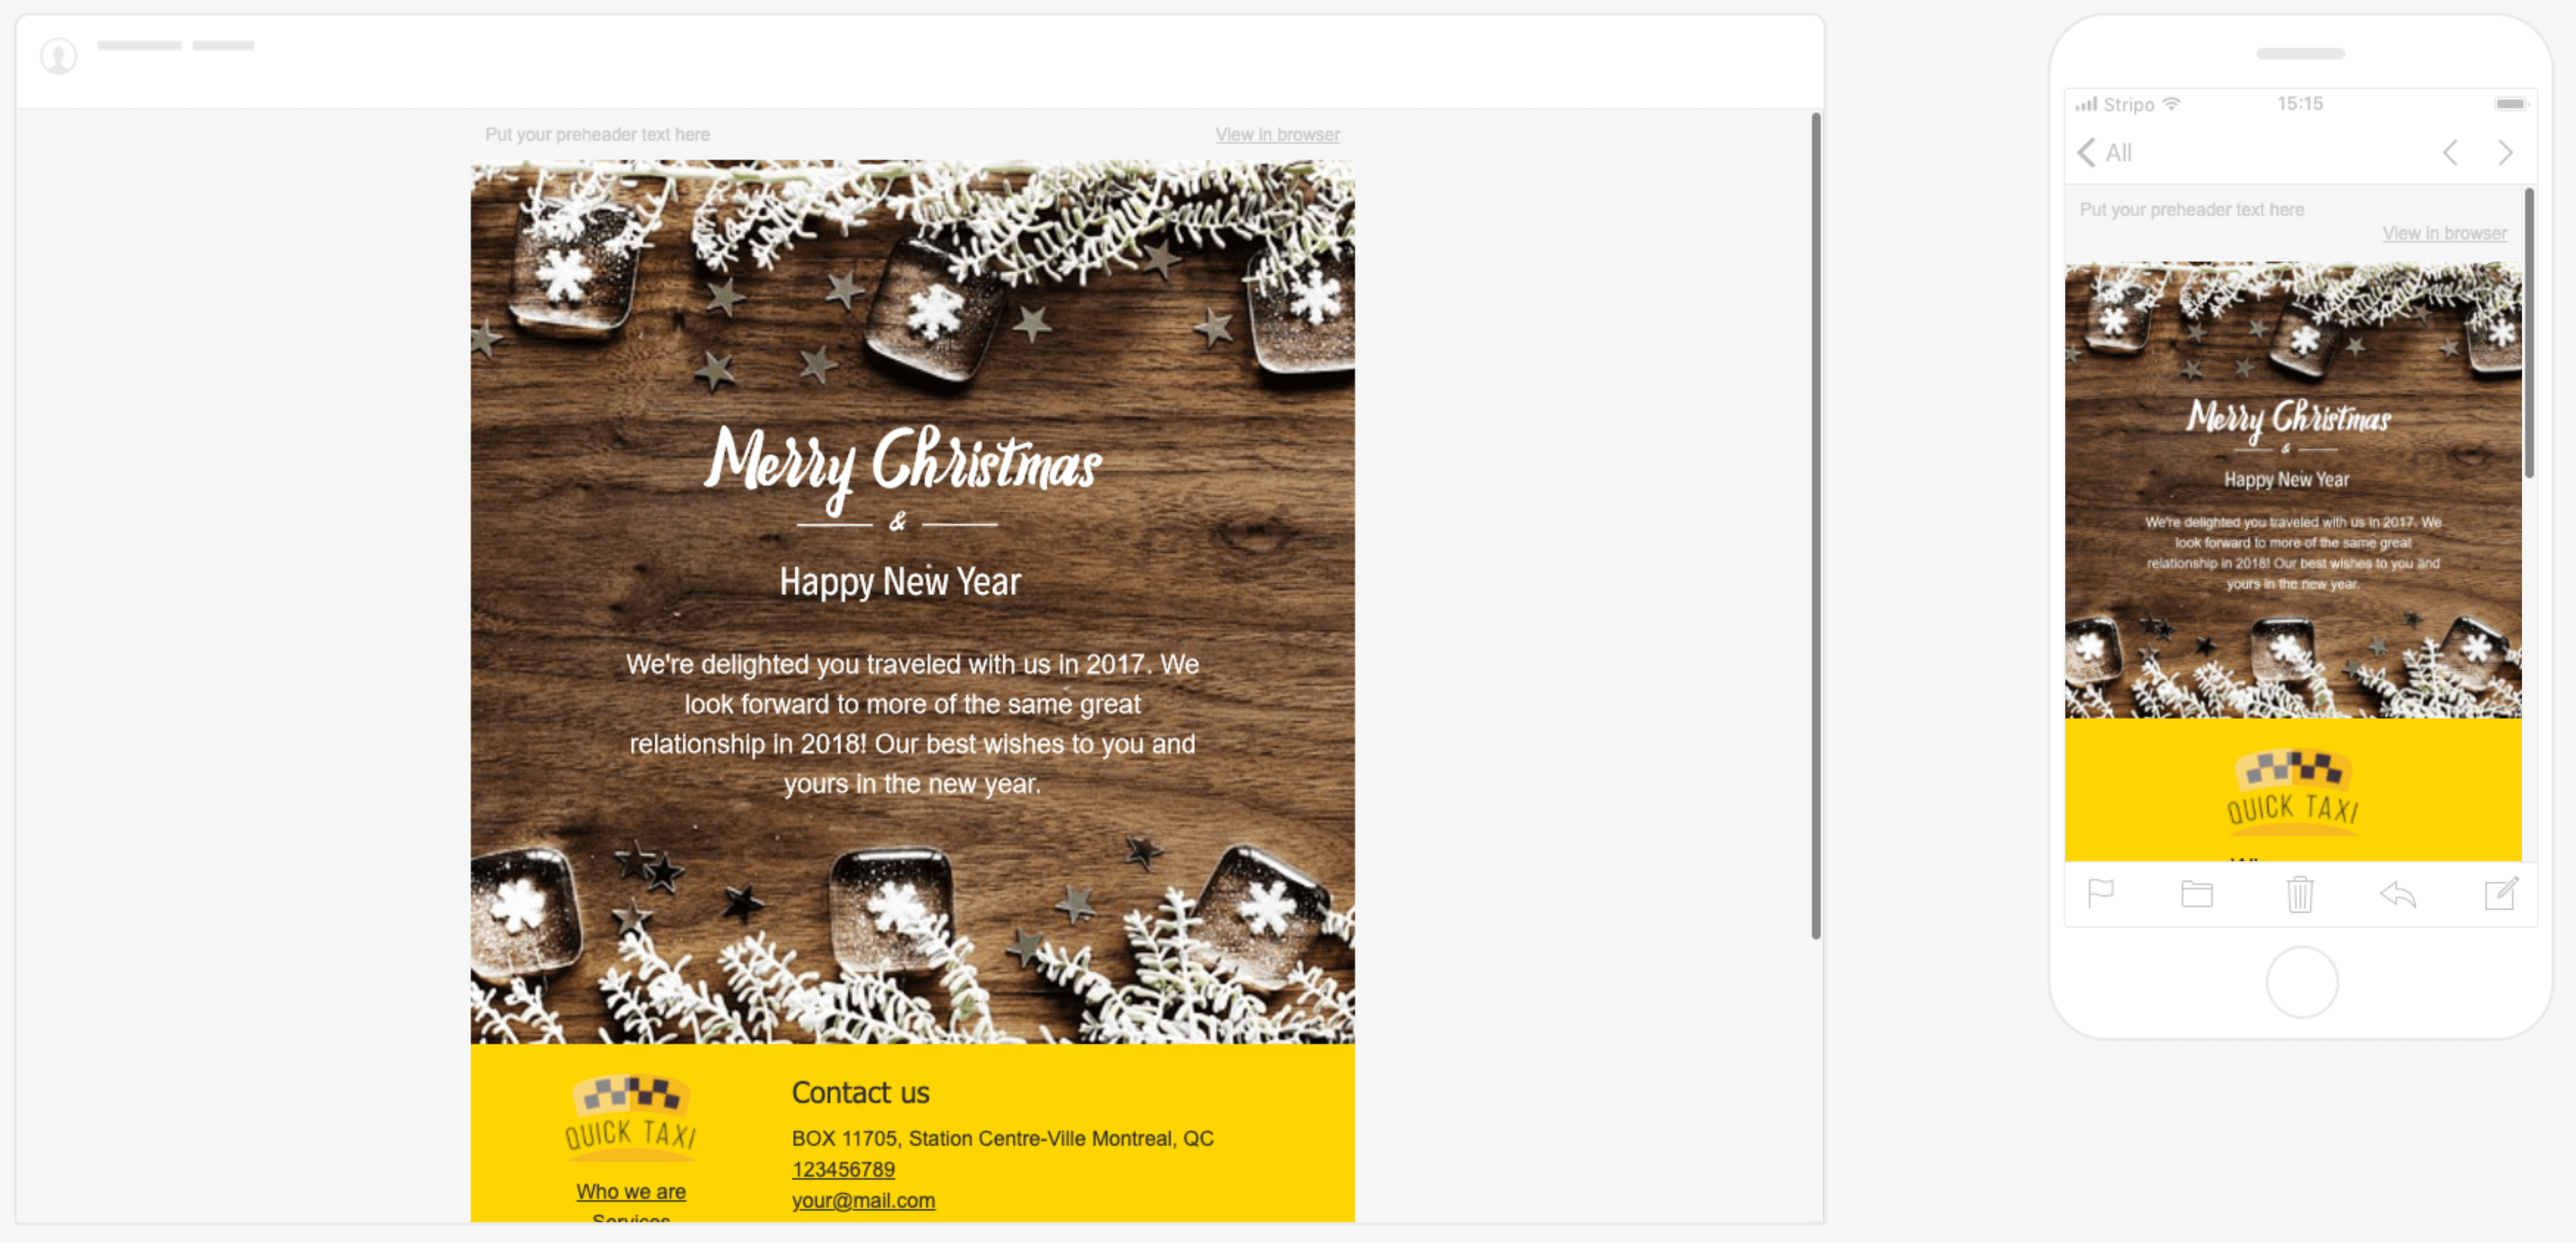 Put your preheader text here
View in browser
Merry Christmas
&
Happy New Year
We're delighted you traveled with us in 2017. We
look forward to more of the same great
relationship in 2018! Our best wishes to you and
yours in the new year.
QUICK TAXI
Who we are
Services
Contact us
BOX 11705, Station Centre-Ville Montreal, QC
123456789
your@mail.com
Stripo
15:15
All
Put your preheader text here
View in browser
Merry Christmas
&
Happy New Year
We're delighted you traveled with us in 2017. We
look forward to more of the same great
relationship in 2018! Our best wishes to you and
yours in the new year.
QUICK TAXI